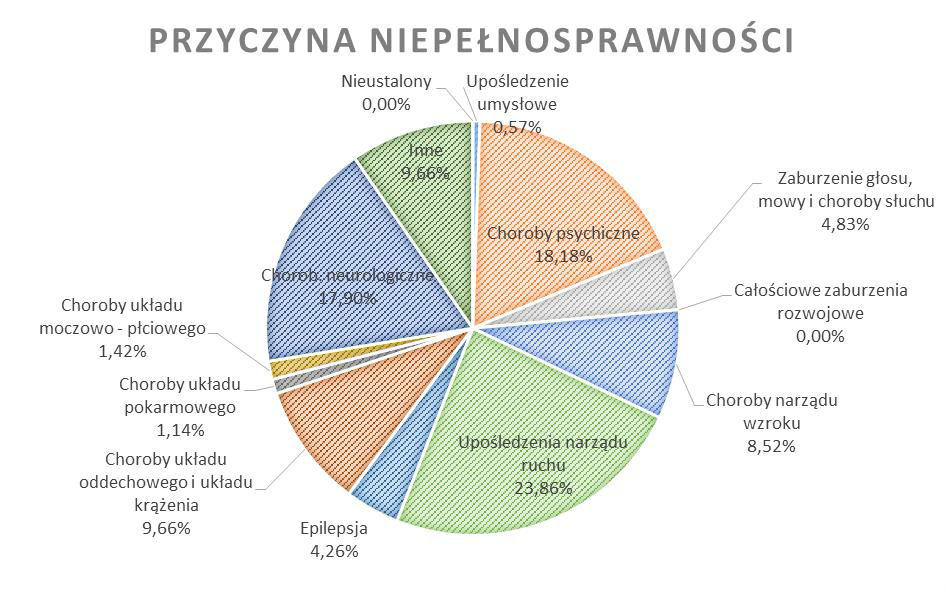 PRZYCZYNA NIEPEŁNOSPRAWNOŚCI
Nieustalony
0,00%
Upośledzenie
umysłowe
0,57%
Choroby psychiczne
18,18%
Zaburzenie głosu,
mowy i choroby słuchu
4,83%
Całościowe zaburzenia
rozwojowe
0,00%
Choroby narządu
wzroku
8,52%
Upośledzenia narządu
ruchu
23,86%
Epilepsja
4,26%
Choroby układu
oddechowego i układu
krążenia
9,66%
Choroby układu
pokarmowego
1,14%
Choroby układu
moczowo - płciowego
1,42%
Chorob. neurologiczne
17,90%
Inne
9,66%